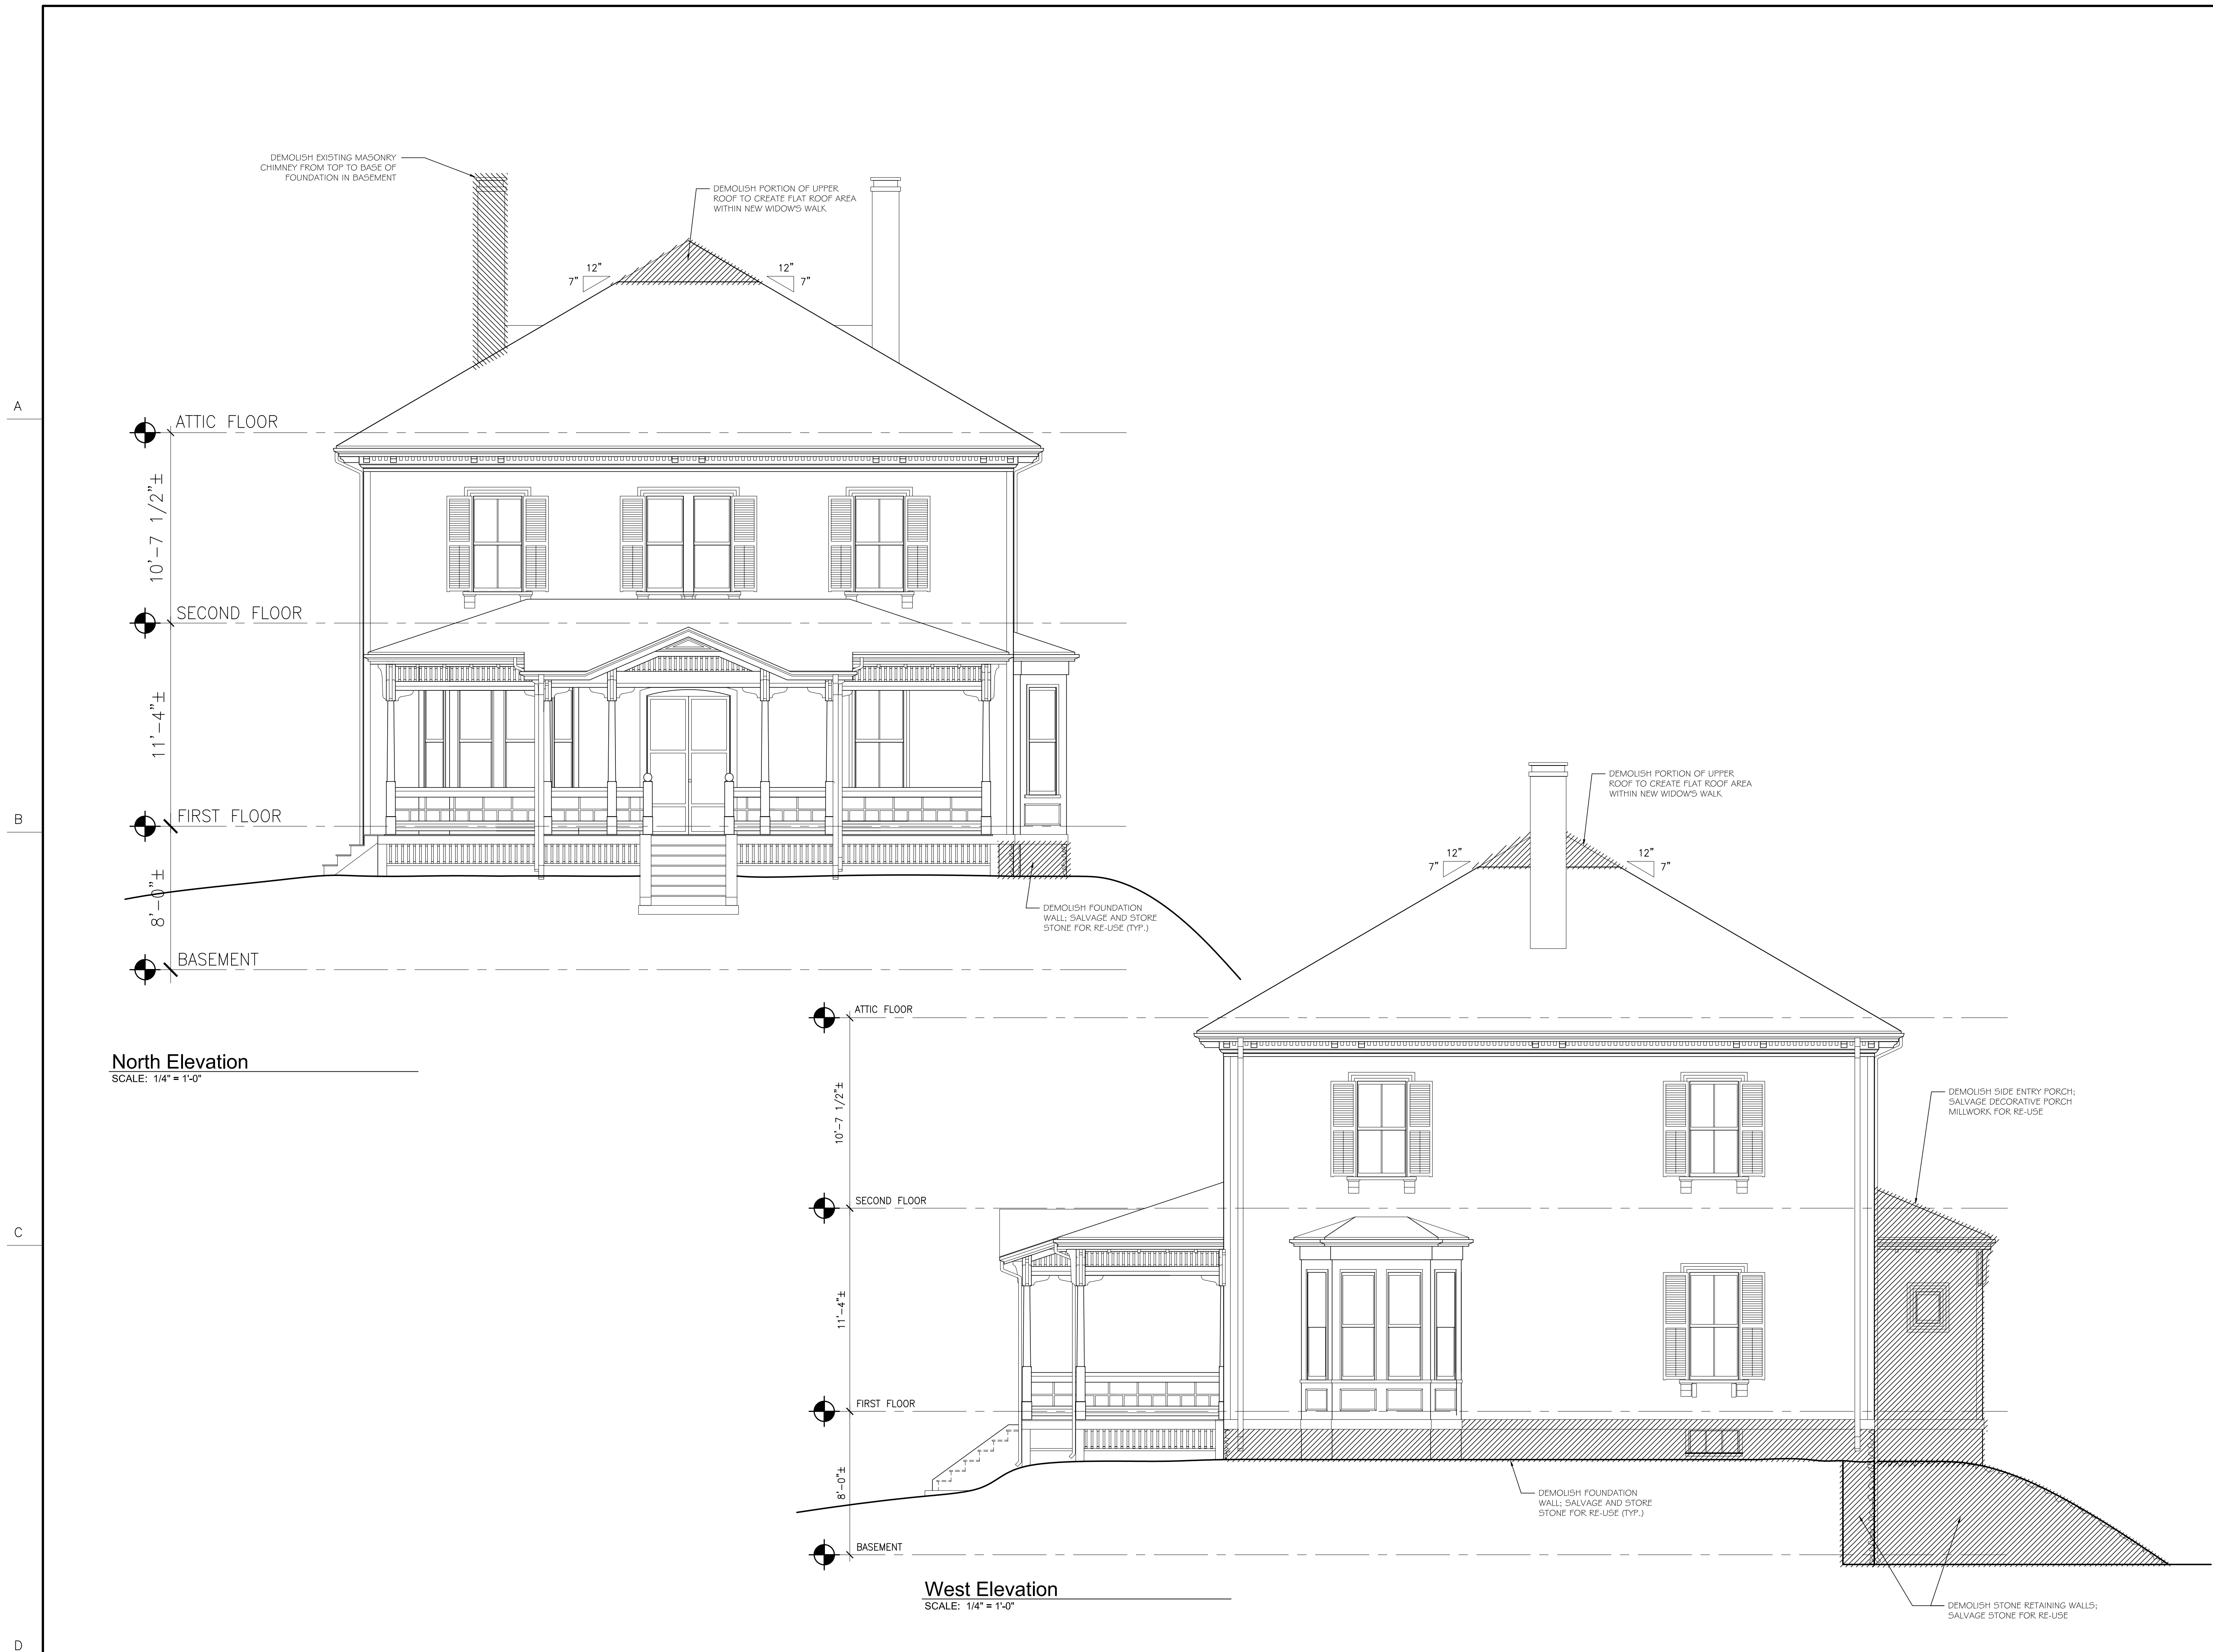 DEMOLISH EXISTING MASONRY
CHIMNEY FROM TOP TO BASE OF
FOUNDATION IN BASEMENT
DEMOLISH PORTION OF UPPER
ROOF TO CREATE FLAT ROOF AREA
WITHIN NEW WIDOW'S WALK
12"
7"
12"
7"
A
ATTIC FLOOR
10'-7 1/2"±
SECOND FLOOR
11'-4"±
FIRST FLOOR
8'-0"±
BASEMENT
DEMOLISH FOUNDATION
WALL; SALVAGE AND STORE
STONE FOR RE-USE (TYP.)
North Elevation
SCALE: 1/4" = 1'-0"
B
DEMOLISH PORTION OF UPPER
ROOF TO CREATE FLAT ROOF AREA
WITHIN NEW WIDOW'S WALK
12"
7"
12"
7"
ATTIC FLOOR
10'-7 1/2"±
SECOND FLOOR
11'-4"±
FIRST FLOOR
8'-0"±
BASEMENT
DEMOLISH SIDE ENTRY PORCH;
SALVAGE DECORATIVE PORCH
MILLWORK FOR RE-USE
C
DEMOLISH FOUNDATION
WALL; SALVAGE AND STORE
STONE FOR RE-USE (TYP.)
West Elevation
SCALE: 1/4" = 1'-0"
DEMOLISH STONE RETAINING WALLS;
SALVAGE STONE FOR RE-USE
D